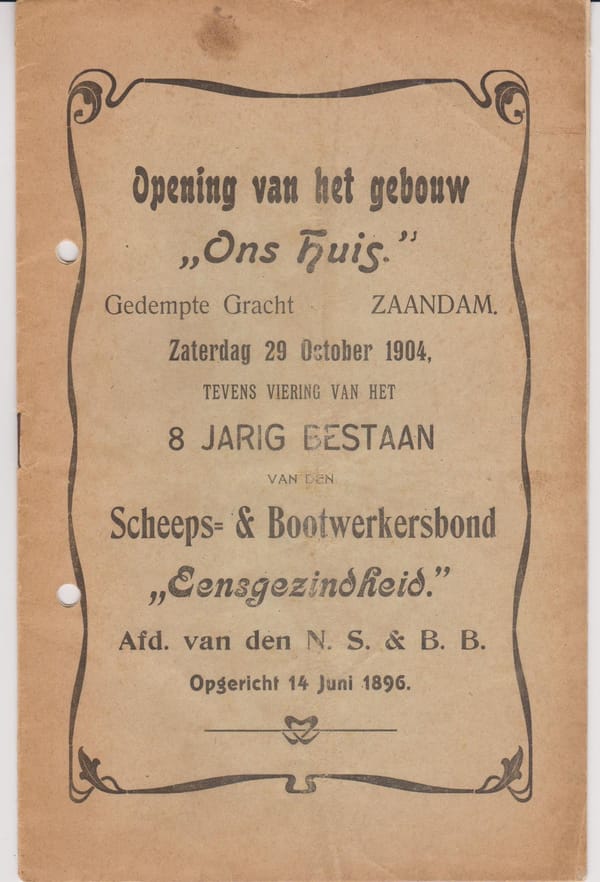 Opening van het gebouw
„Ons Huis.”
Gedempte Gracht ZAANDAM.
Zaterdag 29 October 1904,
TEVENS VIERING VAN HET
8 JARIG BESTAAN
VAN DEN
Scheeps= & Bootwerkersbond
„Eensgezindheid.”
Afd. van den N. S. & B. B.
Opgericht 14 Juni 1896.